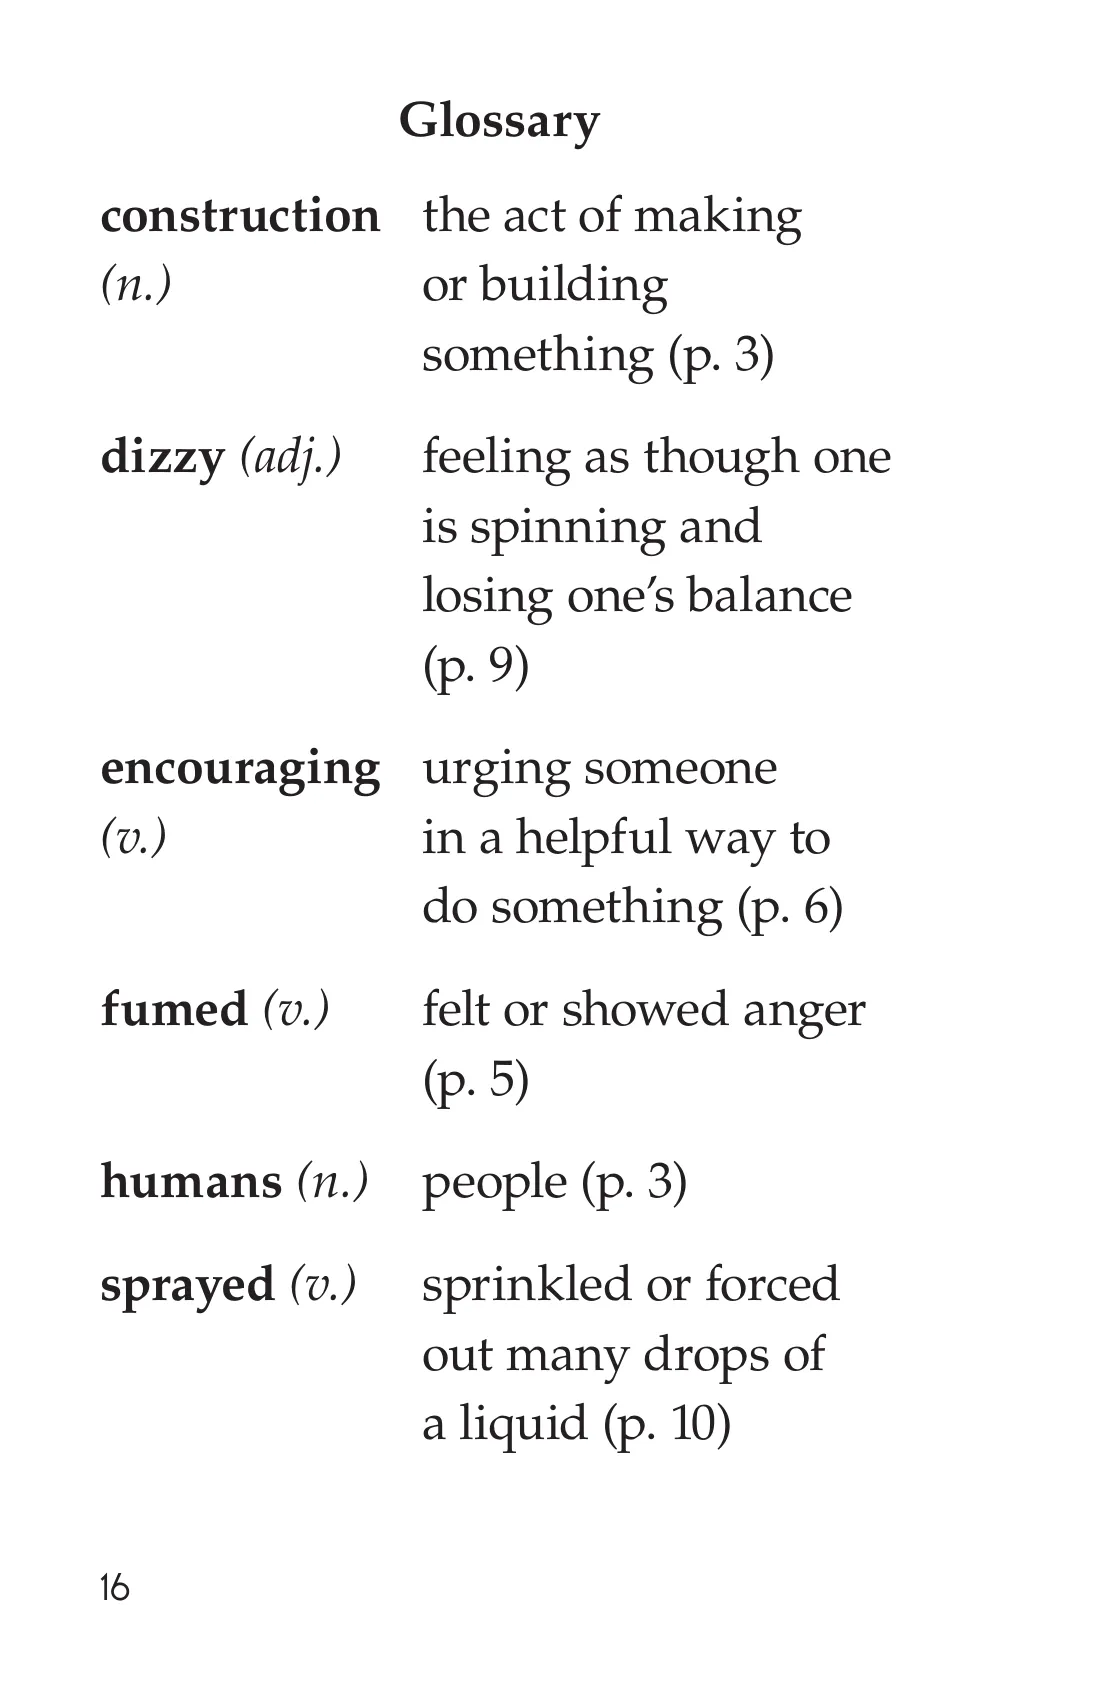 Glossary
construction the act of making
(n.) or building
something (p. 3)
dizzy (adj.) feeling as though one
is spinning and
losing one’s balance
(p. 9)
encouraging urging someone
(v.) in a helpful way to
do something (p. 6)
fumed (v.) felt or showed anger
(p. 5)
humans (n.) people (p. 3)
sprayed (v.) sprinkled or forced
out many drops of
a liquid (p. 10)
16